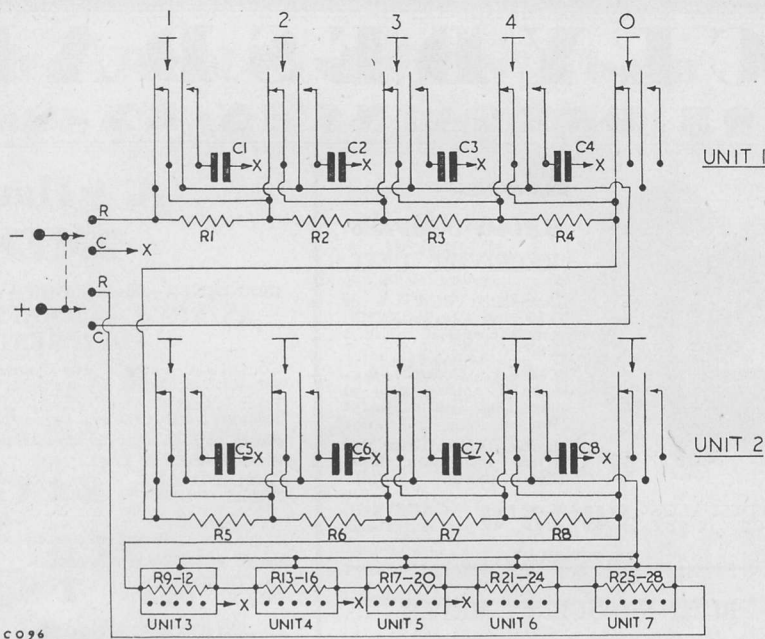 1 2 3 4 0
C1 X C2 X C3 X C4 X
UNIT 1
R R1 R2 R3 R4
−
C X
R
+
C
C5 X C6 X C7 X C8 X
UNIT 2
R5 R6 R7 R8
R9-12 R13-16 R17-20 R21-24 R25-28
X X X
UNIT 3 UNIT 4 UNIT 5 UNIT 6 UNIT 7
C096